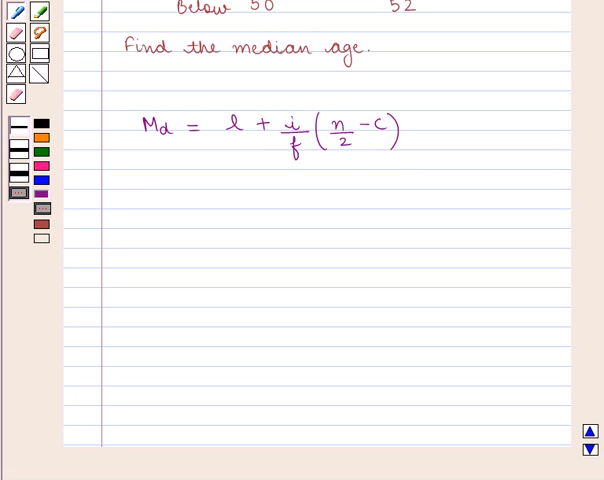 Below 50 52
Find the median age.
Md = l + i/f ( n/2 - C )